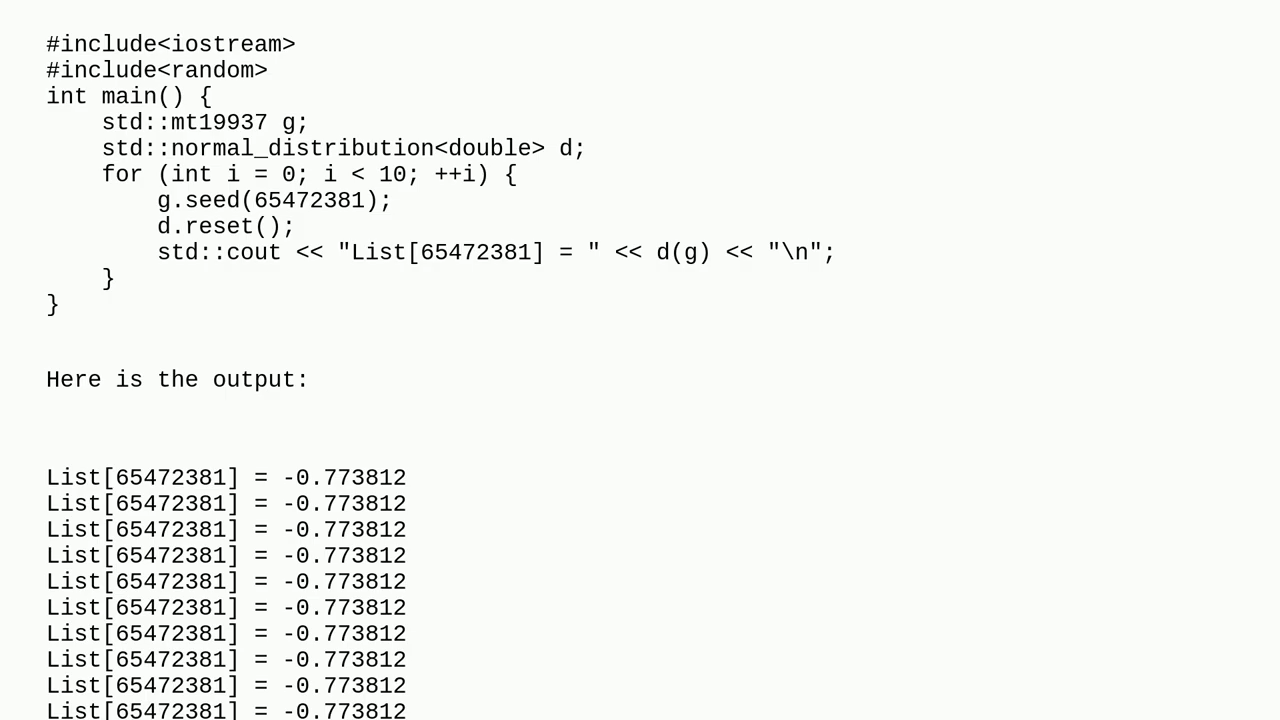 #include<iostream>
#include<random>
int main() {
    std::mt19937 g;
    std::normal_distribution<double> d;
    for (int i = 0; i < 10; ++i) {
        g.seed(65472381);
        d.reset();
        std::cout << "List[65472381] = " << d(g) << "\n";
    }
}
Here is the output:
List[65472381] = -0.773812
List[65472381] = -0.773812
List[65472381] = -0.773812
List[65472381] = -0.773812
List[65472381] = -0.773812
List[65472381] = -0.773812
List[65472381] = -0.773812
List[65472381] = -0.773812
List[65472381] = -0.773812
List[65472381] = -0.773812